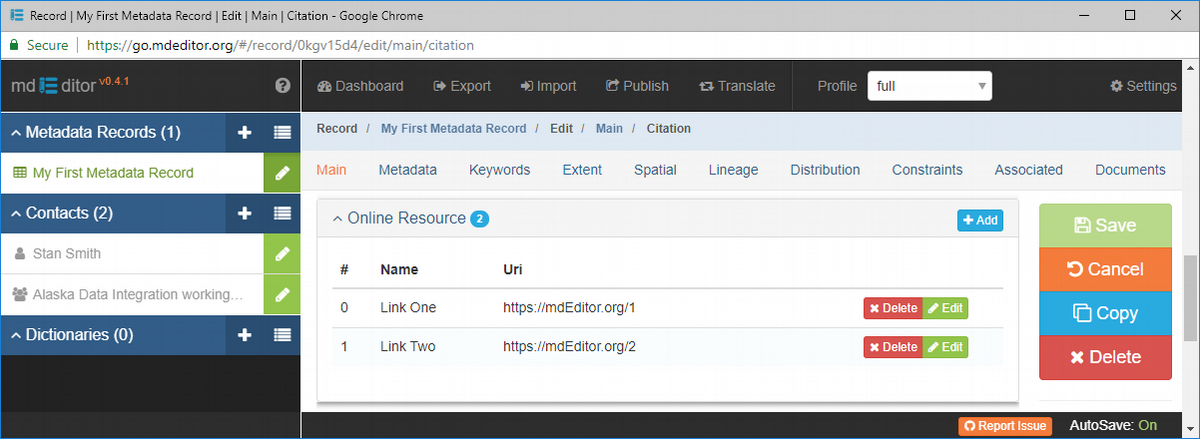 Record | My First Metadata Record | Edit | Main | Citation - Google Chrome
Secure https://go.mdeditor.org/#/record/0kgv15d4/edit/main/citation
md Editor v0.4.1 Dashboard Export Import Publish Translate Profile full Settings
Metadata Records (1)
Record / My First Metadata Record / Edit / Main / Citation
My First Metadata Record
Main Metadata Keywords Extent Spatial Lineage Distribution Constraints Associated Documents
Contacts (2)
Online Resource 2 Add
Save
Stan Smith
# Name Uri
Cancel
Alaska Data Integration working...
0 Link One https://mdEditor.org/1 Delete Edit
Copy
Dictionaries (0)
1 Link Two https://mdEditor.org/2 Delete Edit
Delete
Report Issue AutoSave: On